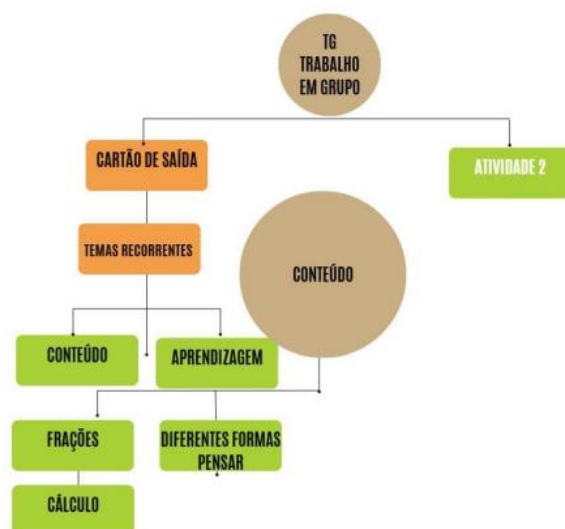 TG
TRABALHO
EM GRUPO
CARTÃO DE SAÍDA
ATIVIDADE 2
TEMAS RECORRENTES
CONTEÚDO
CONTEÚDO
APRENDIZAGEM
FRAÇÕES
DIFERENTES FORMAS
PENSAR
CÁLCULO